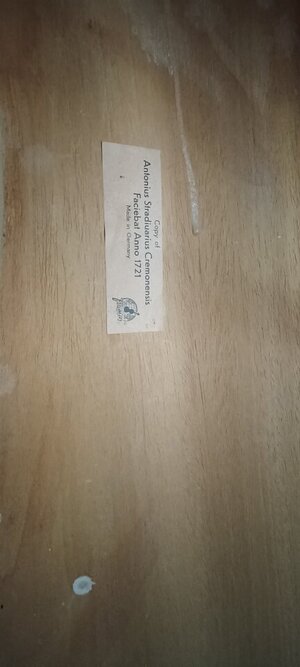 Copy of
Antonius Stradiuarius Cremonensis
Faciebat Anno 1721
Made in Germany